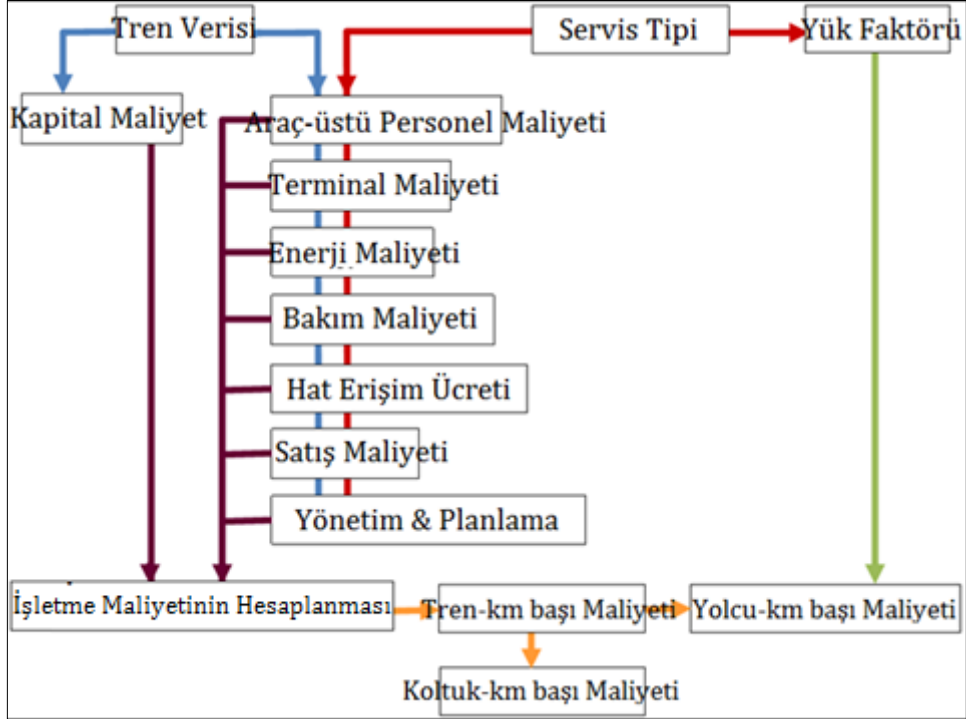 Tren Verisi
Servis Tipi
Yük Faktörü
Kapital Maliyet
Araç-üstü Personel Maliyeti
Terminal Maliyeti
Enerji Maliyeti
Bakım Maliyeti
Hat Erişim Ücreti
Satış Maliyeti
Yönetim & Planlama
İşletme Maliyetinin Hesaplanması
Tren-km başı Maliyeti
Yolcu-km başı Maliyeti
Koltuk-km başı Maliyeti